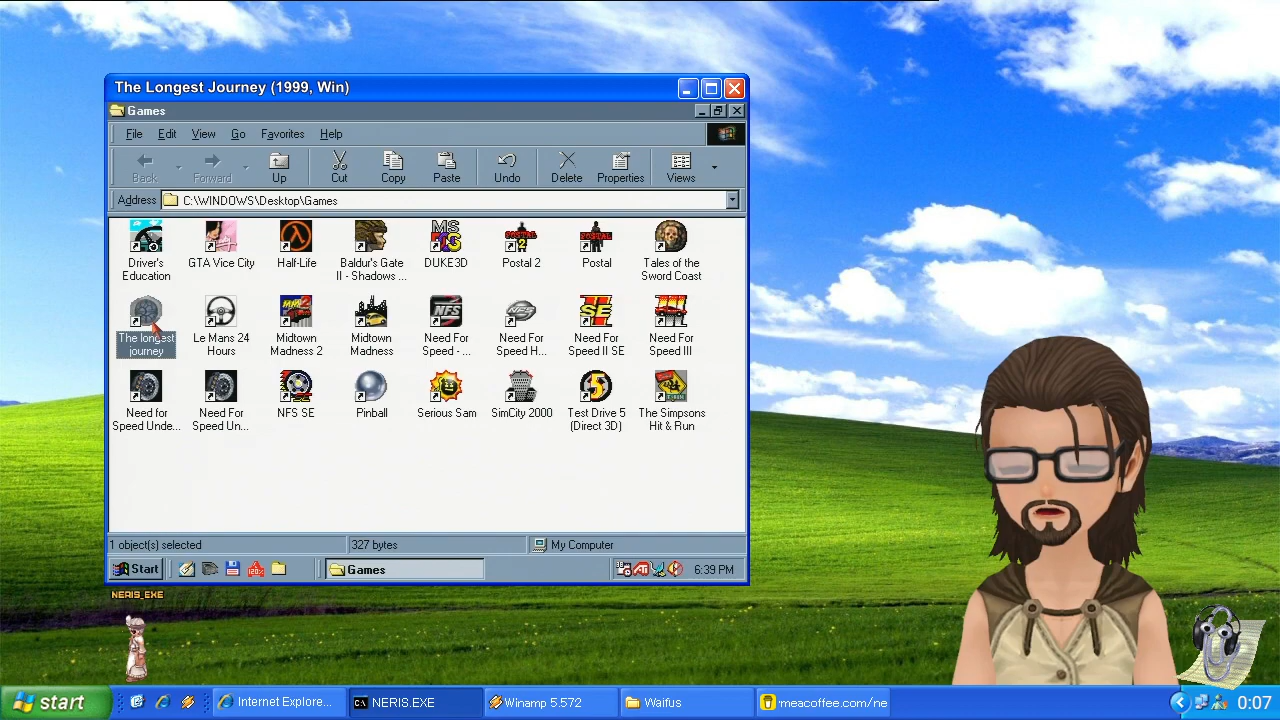 The Longest Journey (1999, Win)
Games
File Edit View Go Favorites Help
Back Forward Up Cut Copy Paste Undo Delete Properties Views
Address C:\WINDOWS\Desktop\Games
Driver's Education
GTA Vice City
Half-Life
Baldur's Gate II - Shadows ...
DUKE3D
Postal 2
Postal
Tales of the Sword Coast
The longest journey
Le Mans 24 Hours
Midtown Madness 2
Midtown Madness
Need For Speed - ...
Need For Speed H...
Need For Speed II SE
Need For Speed III
Need for Speed Unde...
Need For Speed Un...
NFS SE
Pinball
Serious Sam
SimCity 2000
Test Drive 5 (Direct 3D)
The Simpsons Hit & Run
1 object(s) selected 327 bytes My Computer
Start Games 6:39 PM
NERIS_EXE
start Internet Explore... NERIS.EXE Winamp 5.572 Waifus meacoffee.com/ne 0:07